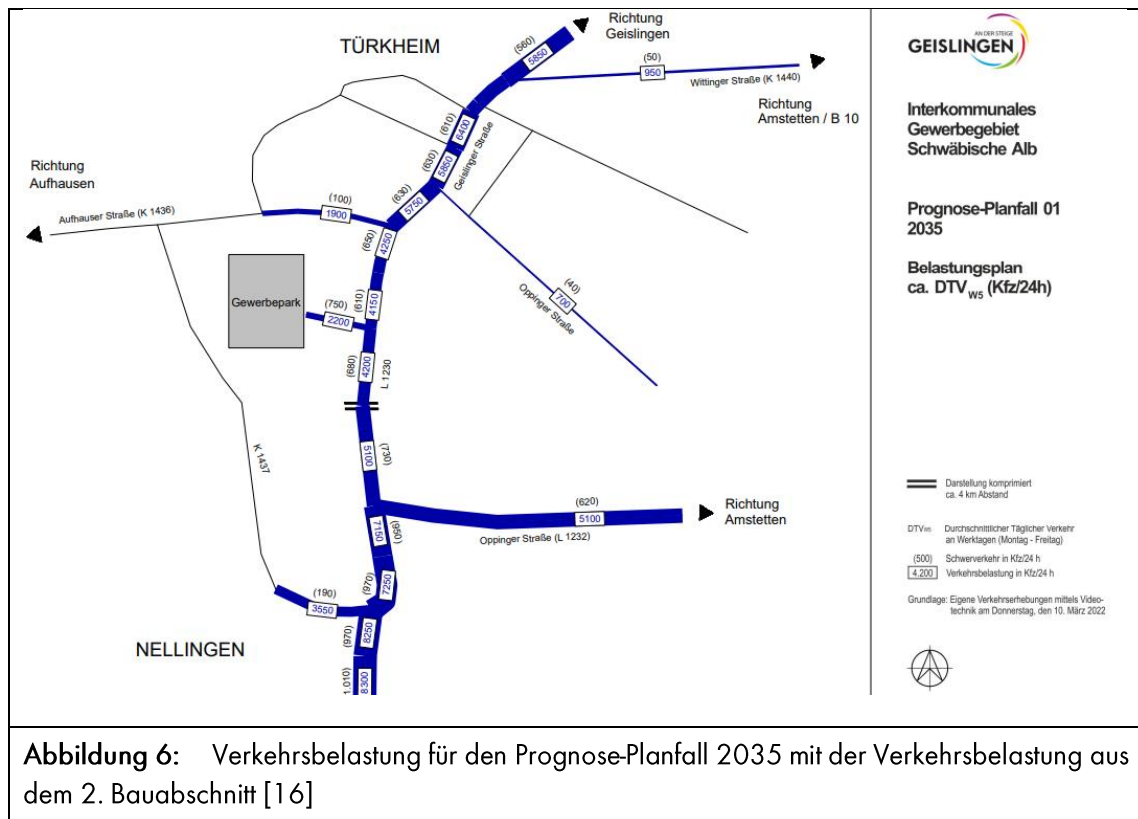 TÜRKHEIM
Richtung
Geislingen
(560)
5850
(50)
950
Wittinger Straße (K 1440)
Richtung
Amstetten / B 10
(610)
6400
Geislinger Straße
(630)
5850
(630)
5750
Richtung
Aufhausen
(100)
1900
Aufhauser Straße (K 1436)
(650)
4250
Gewerbepark
(750)
2200
(610)
4150
(40)
700
Oppinger Straße
(680)
4200
L 1230
K 1437
5100
(730)
(620)
5100
Richtung
Amstetten
Oppinger Straße (L 1232)
7150
(950)
(970)
7250
(190)
3550
(970)
8250
NELLINGEN
1.010)
8300
AN DER STEIGE
GEISLINGEN
Interkommunales
Gewerbegebiet
Schwäbische Alb
Prognose-Planfall 01
2035
Belastungsplan
ca. DTVW5 (Kfz/24h)
Darstellung komprimiert
ca. 4 km Abstand
DTVW5 Durchschnittlicher Täglicher Verkehr
an Werktagen (Montag - Freitag)
(500) Schwerverkehr in Kfz/24 h
4.200 Verkehrsbelastung in Kfz/24 h
Grundlage: Eigene Verkehrserhebungen mittels Video-
technik am Donnerstag, den 10. März 2022
Abbildung 6: Verkehrsbelastung für den Prognose-Planfall 2035 mit der Verkehrsbelastung aus
dem 2. Bauabschnitt [16]